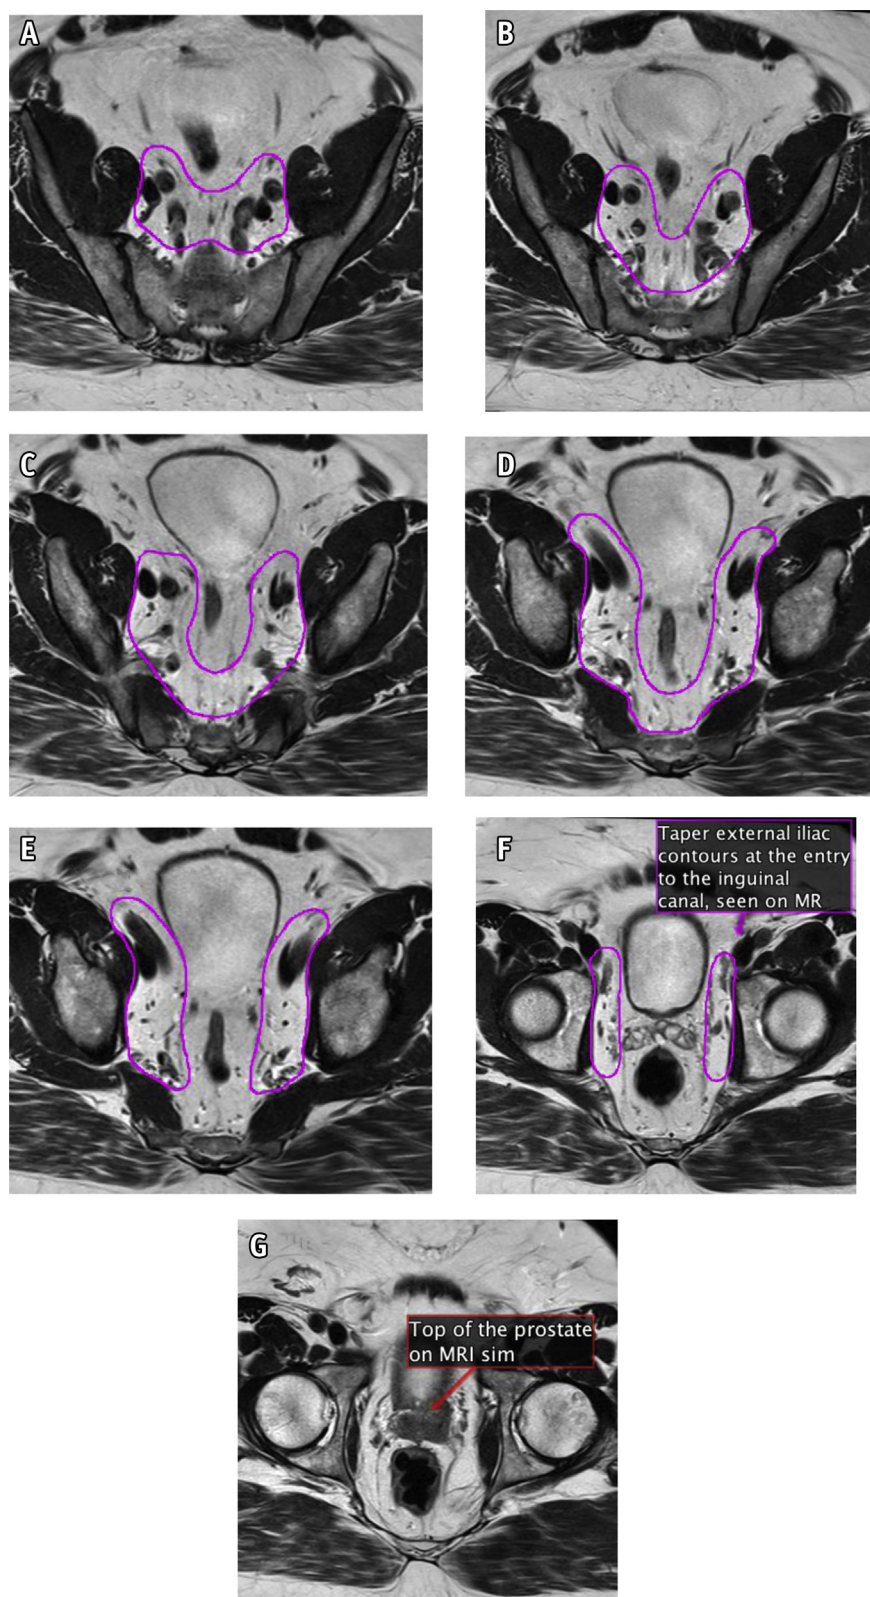 A
B
C
D
E
F
Taper external iliac
contours at the entry
to the inguinal
canal, seen on MR
G
Top of the prostate
on MRI sim